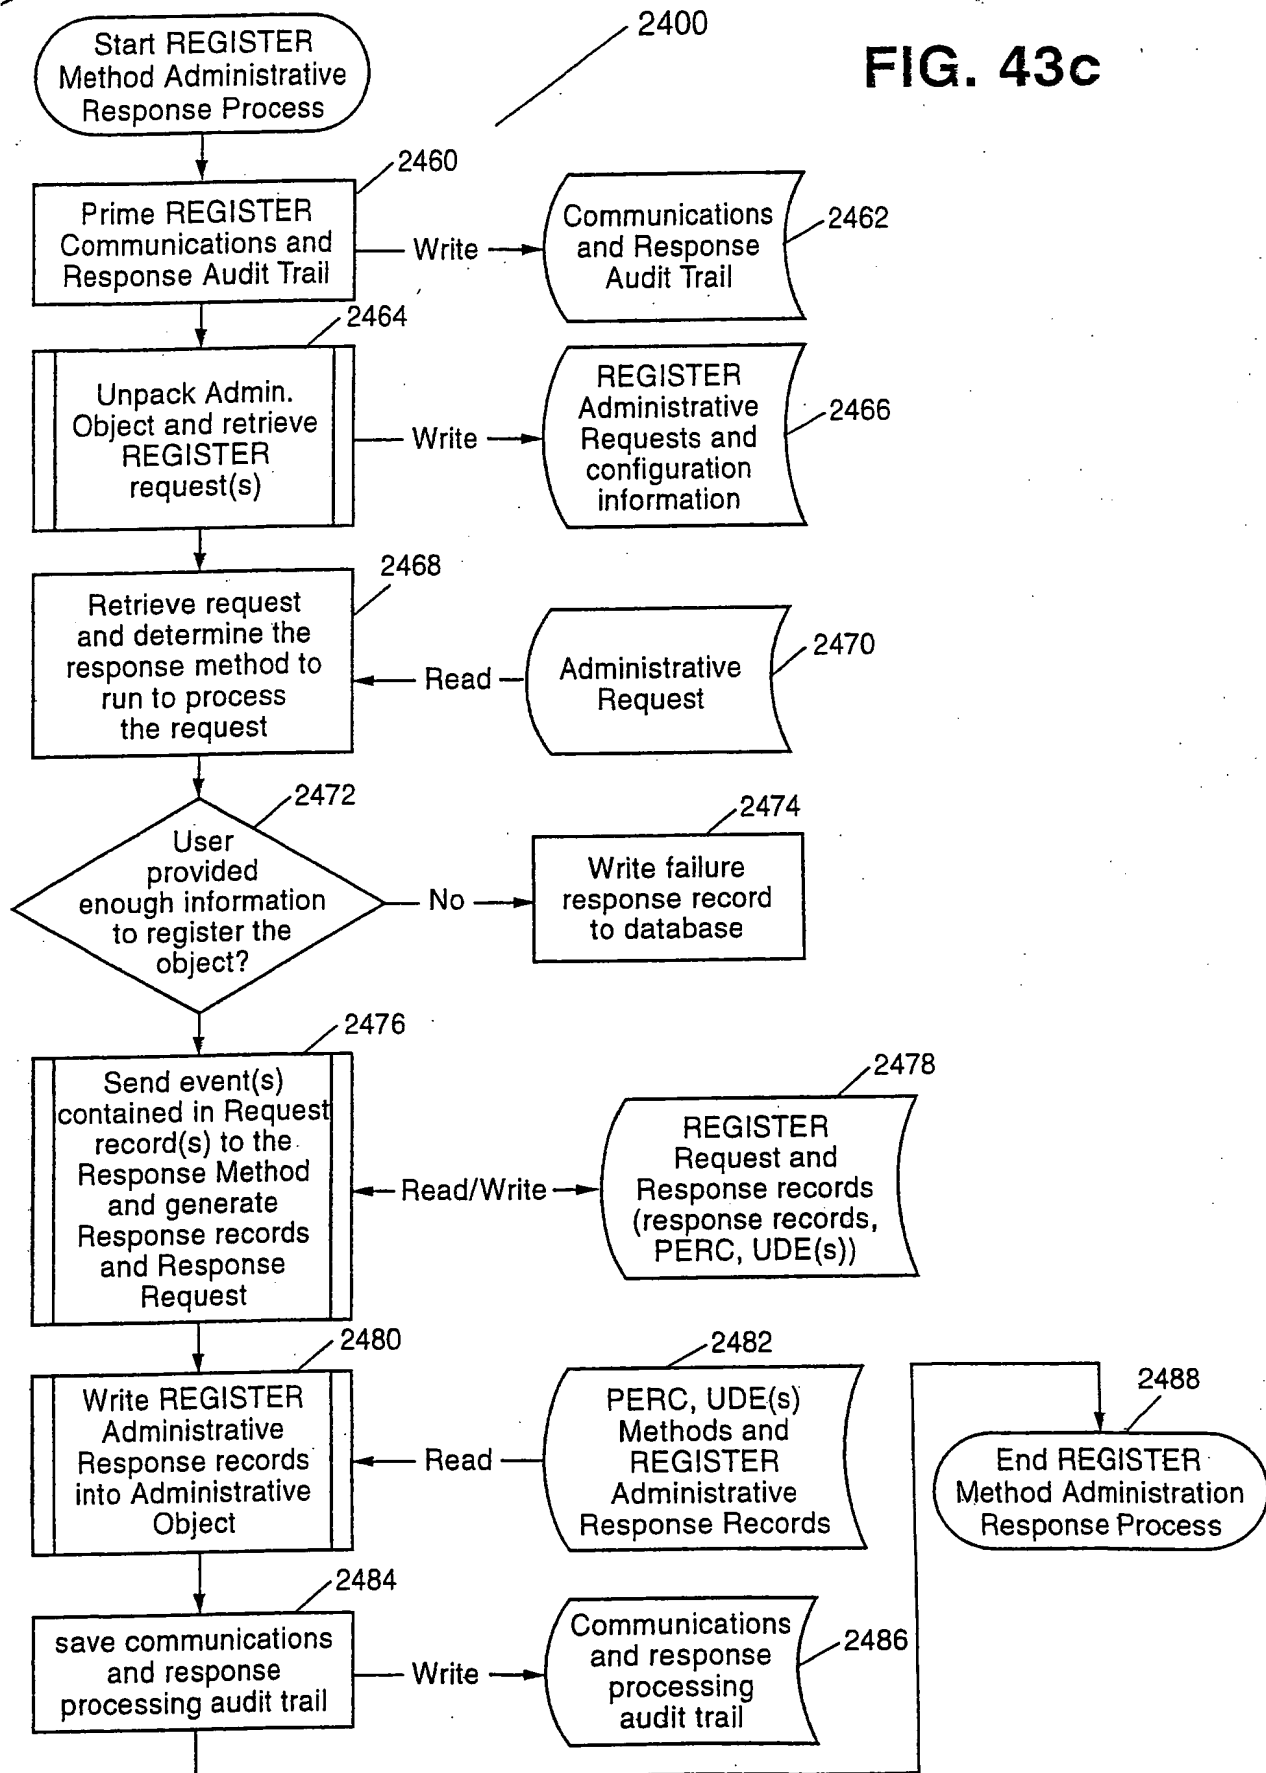 2400
FIG. 43c
Start REGISTER
Method Administrative
Response Process
2460
Prime REGISTER
Communications and
Response Audit Trail
Write
Communications
and Response
Audit Trail
2462
2464
Unpack Admin.
Object and retrieve
REGISTER
request(s)
Write
REGISTER
Administrative
Requests and
configuration
information
2466
2468
Retrieve request
and determine the
response method to
run to process
the request
Read
Administrative
Request
2470
2472
User
provided
enough information
to register the
object?
No
2474
Write failure
response record
to database
2476
Send event(s)
contained in Request
record(s) to the
Response Method
and generate
Response records
and Response
Request
Read/Write
2478
REGISTER
Request and
Response records
(response records,
PERC, UDE(s))
2480
Write REGISTER
Administrative
Response records
into Administrative
Object
Read
2482
PERC, UDE(s)
Methods and
REGISTER
Administrative
Response Records
2488
End REGISTER
Method Administration
Response Process
2484
save communications
and response
processing audit trail
Write
Communications
and response
processing
audit trail
2486